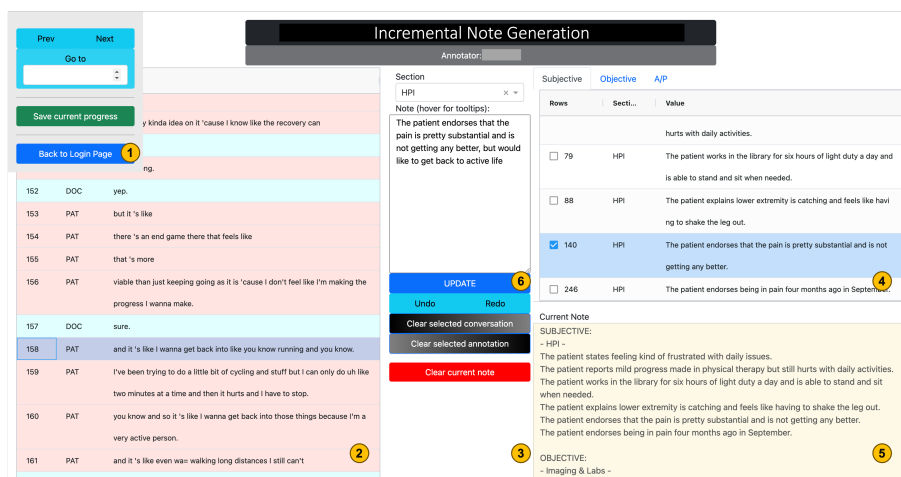 Incremental Note Generation
Annotator:
Prev Next
Go to
Save current progress
Back to Login Page
1
y kinda idea on it 'cause I know like the recovery can
ng.
152 DOC yep.
153 PAT but it 's like
154 PAT there 's an end game there that feels like
155 PAT that 's more
156 PAT viable than just keeping going as it is 'cause I don't feel like I'm making the
progress I wanna make.
157 DOC sure.
158 PAT and it 's like I wanna get back into like you know running and you know.
159 PAT I've been trying to do a little bit of cycling and stuff but I can only do uh like
two minutes at a time and then it hurts and I have to stop.
160 PAT you know and so it 's like I wanna get back into those things because I'm a
very active person.
161 PAT and it 's like even wa= walking long distances I still can't
2
Section
HPI
Note (hover for tooltips):
The patient endorses that the
pain is pretty substantial and is
not getting any better, but would
like to get back to active life
UPDATE
6
Undo Redo
Clear selected conversation
Clear selected annotation
Clear current note
3
Subjective Objective A/P
Rows Secti... Value
hurts with daily activities.
79 HPI The patient works in the library for six hours of light duty a day and
is able to stand and sit when needed.
88 HPI The patient explains lower extremity is catching and feels like havi
ng to shake the leg out.
140 HPI The patient endorses that the pain is pretty substantial and is not
getting any better.
4
246 HPI The patient endorses being in pain four months ago in September.
Current Note
SUBJECTIVE:
- HPI -
The patient states feeling kind of frustrated with daily issues.
The patient reports mild progress made in physical therapy but still hurts with daily activities.
The patient works in the library for six hours of light duty a day and is able to stand and sit
when needed.
The patient explains lower extremity is catching and feels like having to shake the leg out.
The patient endorses that the pain is pretty substantial and is not getting any better.
The patient endorses being in pain four months ago in September.
OBJECTIVE:
- Imaging & Labs -
5